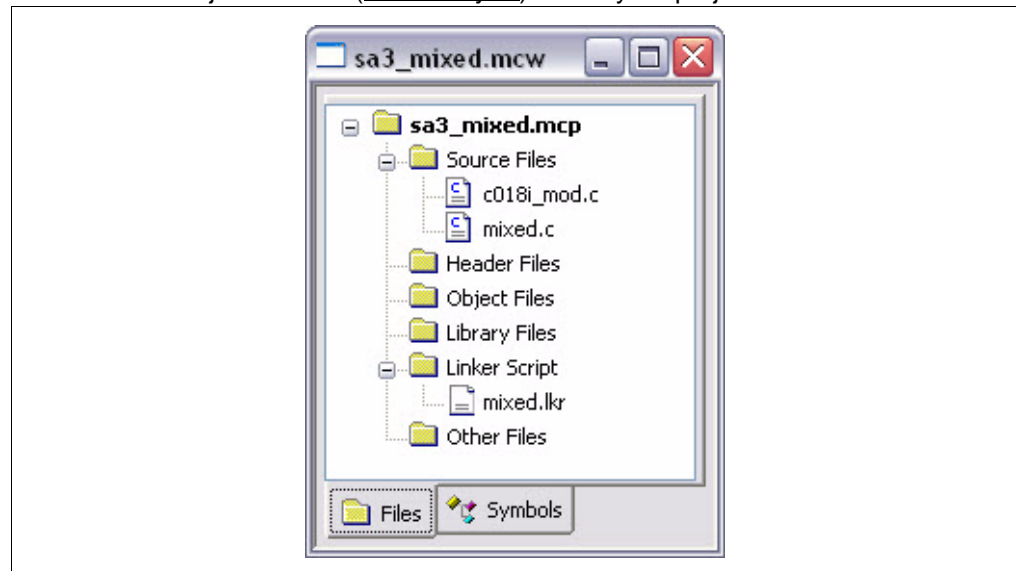 sa3_mixed.mcw
sa3_mixed.mcp
Source Files
c018i_mod.c
mixed.c
Header Files
Object Files
Library Files
Linker Script
mixed.lkr
Other Files
Files Symbols